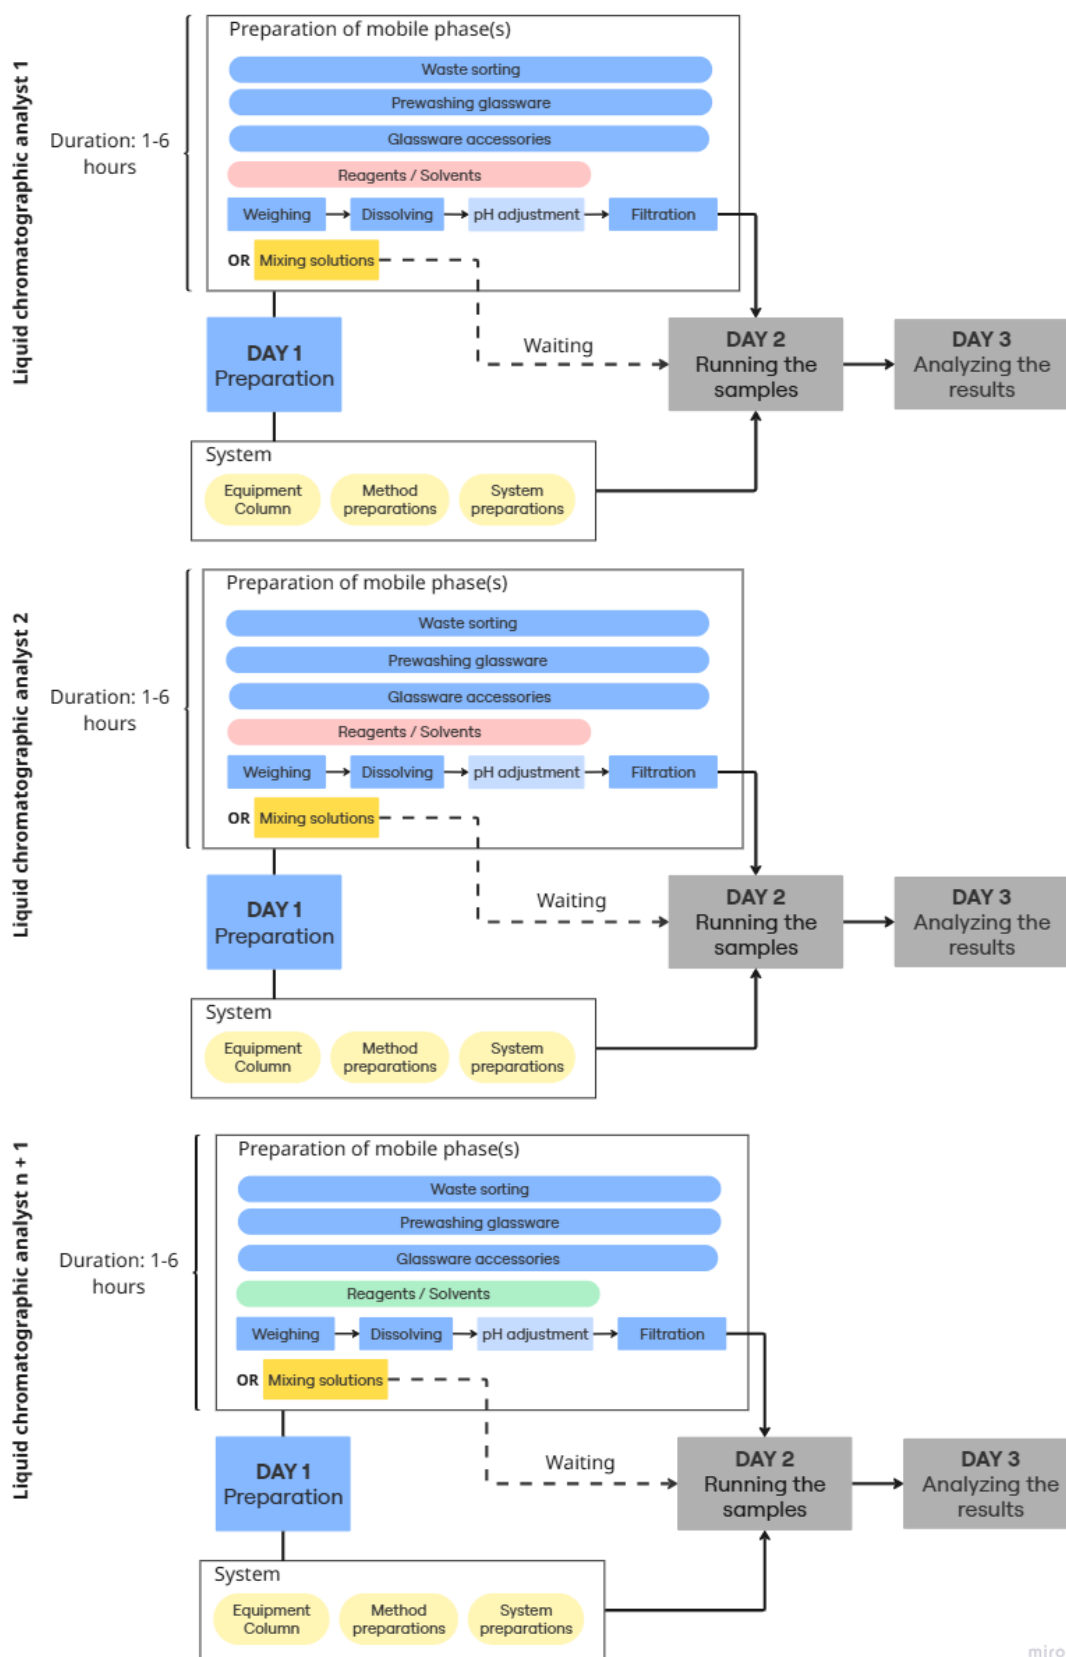 Liquid chromatographic analyst 1
Duration: 1-6
hours
Preparation of mobile phase(s)
Waste sorting
Prewashing glassware
Glassware accessories
Reagents / Solvents
Weighing
Dissolving
pH adjustment
Filtration
OR
Mixing solutions
Waiting
DAY 1
Preparation
DAY 2
Running the
samples
DAY 3
Analyzing the
results
System
Equipment
Column
Method
preparations
System
preparations
Liquid chromatographic analyst 2
Duration: 1-6
hours
Preparation of mobile phase(s)
Waste sorting
Prewashing glassware
Glassware accessories
Reagents / Solvents
Weighing
Dissolving
pH adjustment
Filtration
OR
Mixing solutions
Waiting
DAY 1
Preparation
DAY 2
Running the
samples
DAY 3
Analyzing the
results
System
Equipment
Column
Method
preparations
System
preparations
Liquid chromatographic analyst n + 1
Duration: 1-6
hours
Preparation of mobile phase(s)
Waste sorting
Prewashing glassware
Glassware accessories
Reagents / Solvents
Weighing
Dissolving
pH adjustment
Filtration
OR
Mixing solutions
Waiting
DAY 1
Preparation
DAY 2
Running the
samples
DAY 3
Analyzing the
results
System
Equipment
Column
Method
preparations
System
preparations
miro